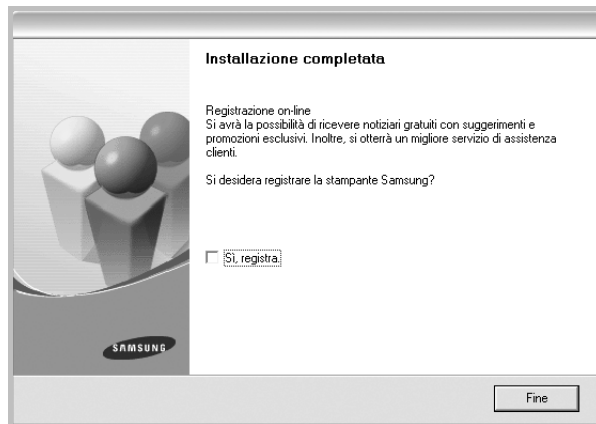 Installazione completata
Registrazione on-line
Si avrà la possibilità di ricevere notiziari gratuiti con suggerimenti e
promozioni esclusivi. Inoltre, si otterrà un migliore servizio di assistenza
clienti.
Si desidera registrare la stampante Samsung?
Sì, registra.
SAMSUNG
Fine